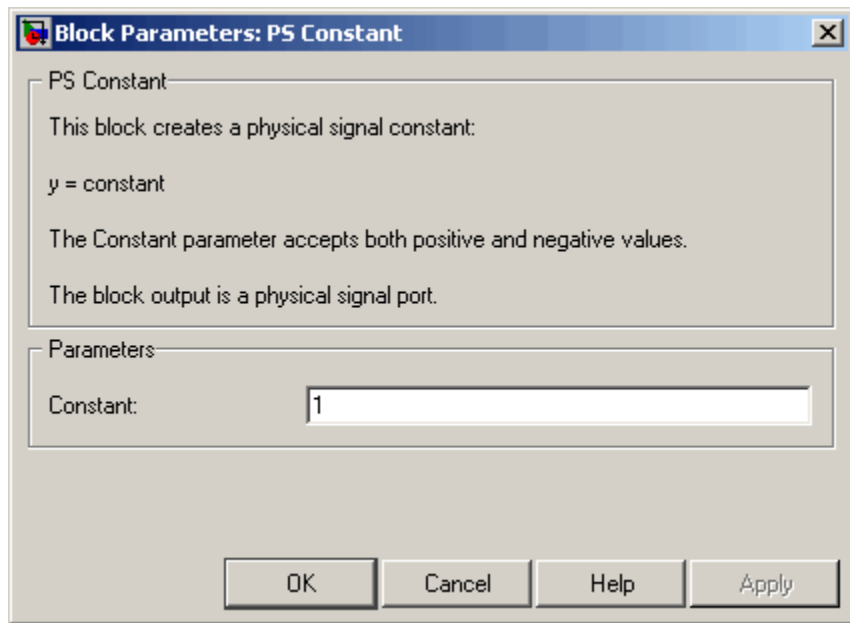 Block Parameters: PS Constant
PS Constant
This block creates a physical signal constant:
y = constant
The Constant parameter accepts both positive and negative values.
The block output is a physical signal port.
Parameters
Constant: 1
OK Cancel Help Apply